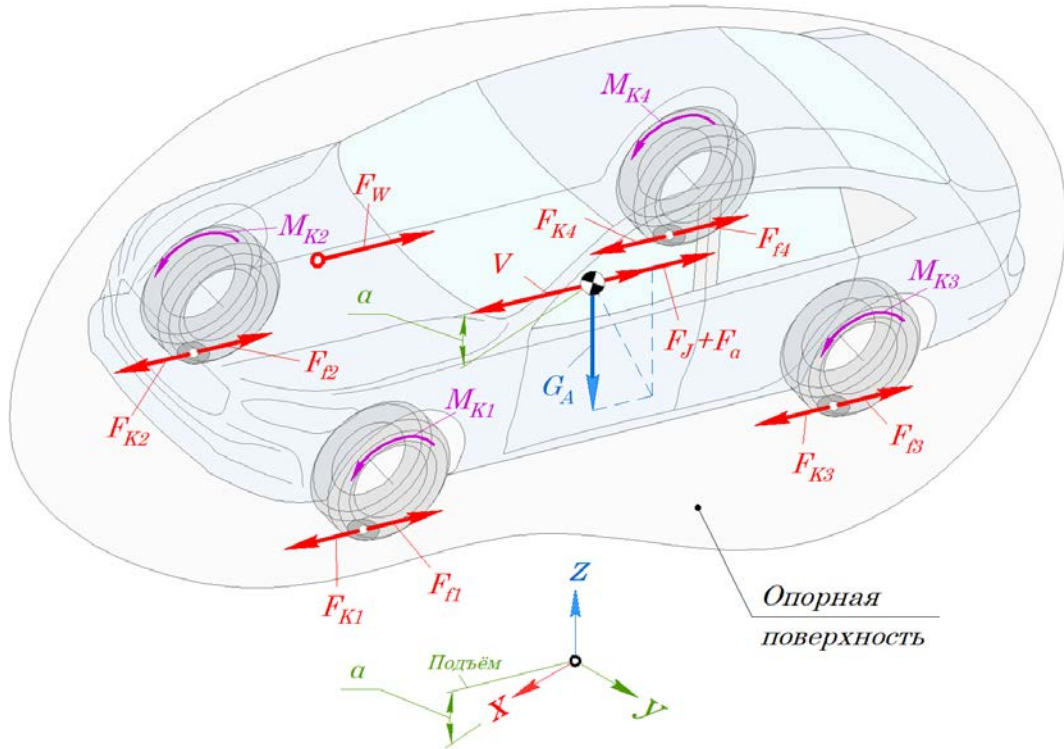 M_K4
F_W
M_K2
F_K4
F_f4
V
a
M_K3
F_J+F_a
F_f2
G_A
M_K1
F_K2
F_K3
F_f3
F_K1
F_f1
Z
Опорная
поверхность
Подъём
a
X
y